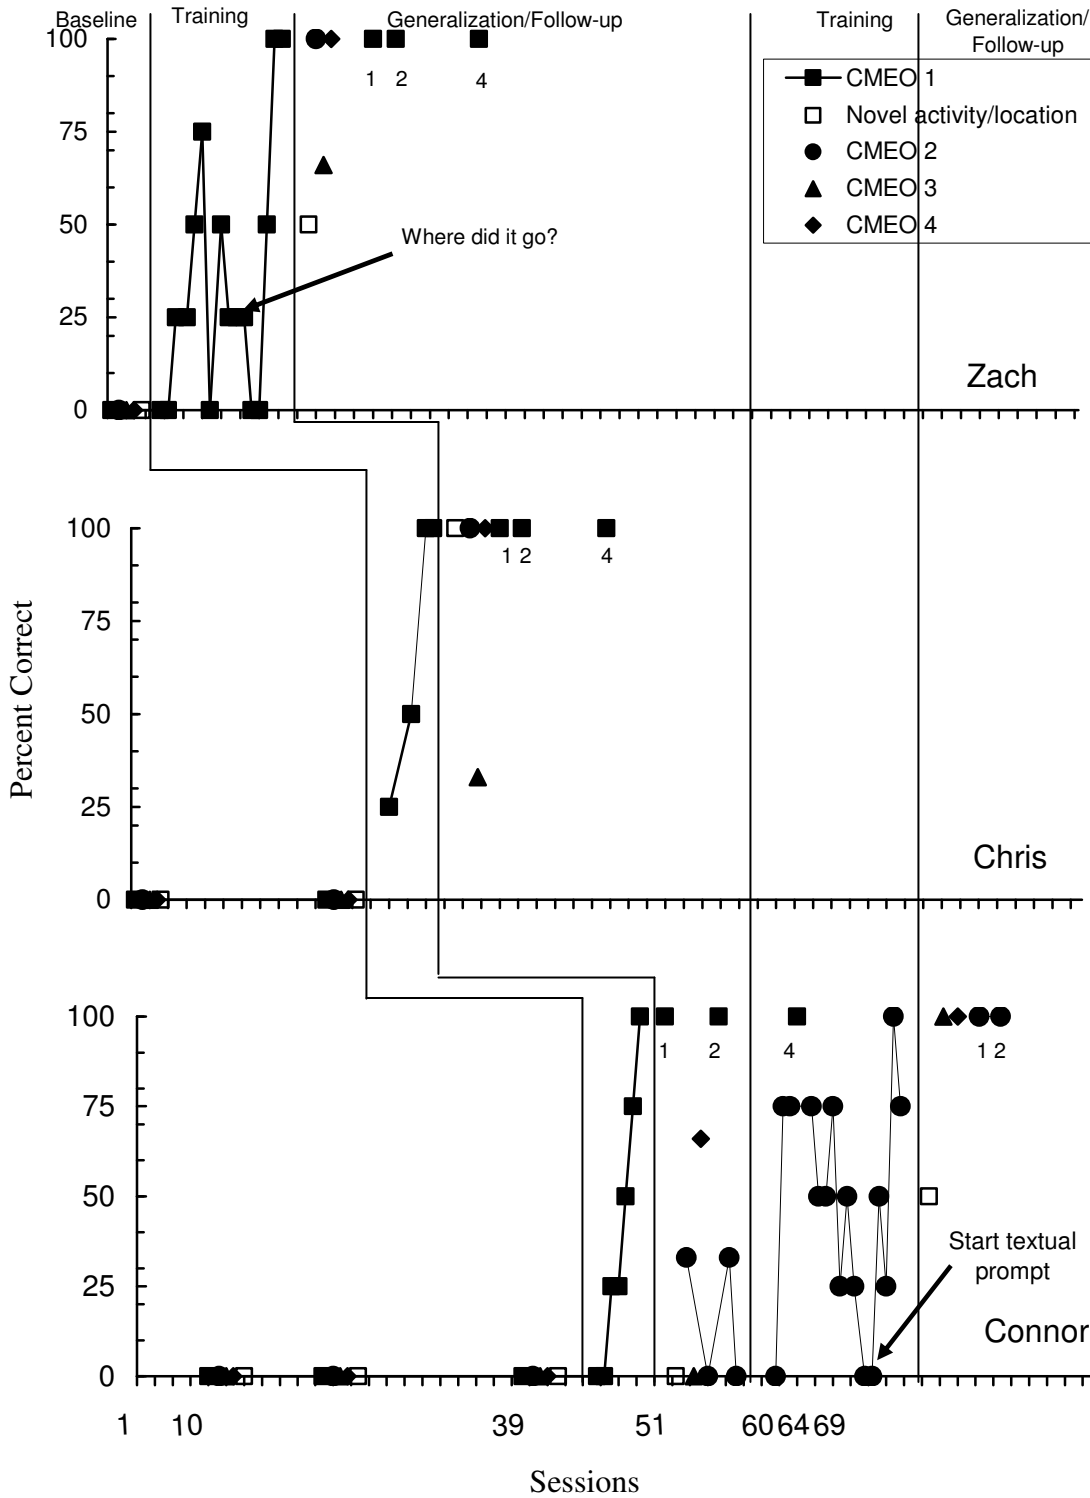 Baseline Training Generalization/Follow-up Training Generalization/
Follow-up
100
1 2 4
CMEO 1
Novel activity/location
CMEO 2
CMEO 3
CMEO 4
75
50
Where did it go?
25
Zach
0
100
1 2 4
75
Percent Correct
50
25
Chris
0
100
1 2 4 1 2
75
50
Start textual
prompt
25
Connor
0
1 10 39 51 60 64 69
Sessions